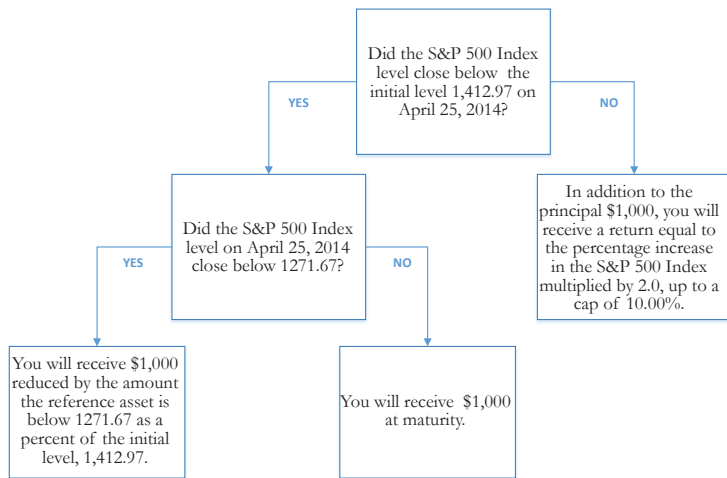 Did the S&P 500 Index
level close below the
initial level 1,412.97 on
April 25, 2014?
YES
NO
Did the S&P 500 Index
level on April 25, 2014
close below 1271.67?
In addition to the
principal $1,000, you will
receive a return equal to
the percentage increase
in the S&P 500 Index
multiplied by 2.0, up to a
cap of 10.00%.
YES
NO
You will receive $1,000
reduced by the amount
the reference asset is
below 1271.67 as a
percent of the initial
level, 1,412.97.
You will receive $1,000
at maturity.